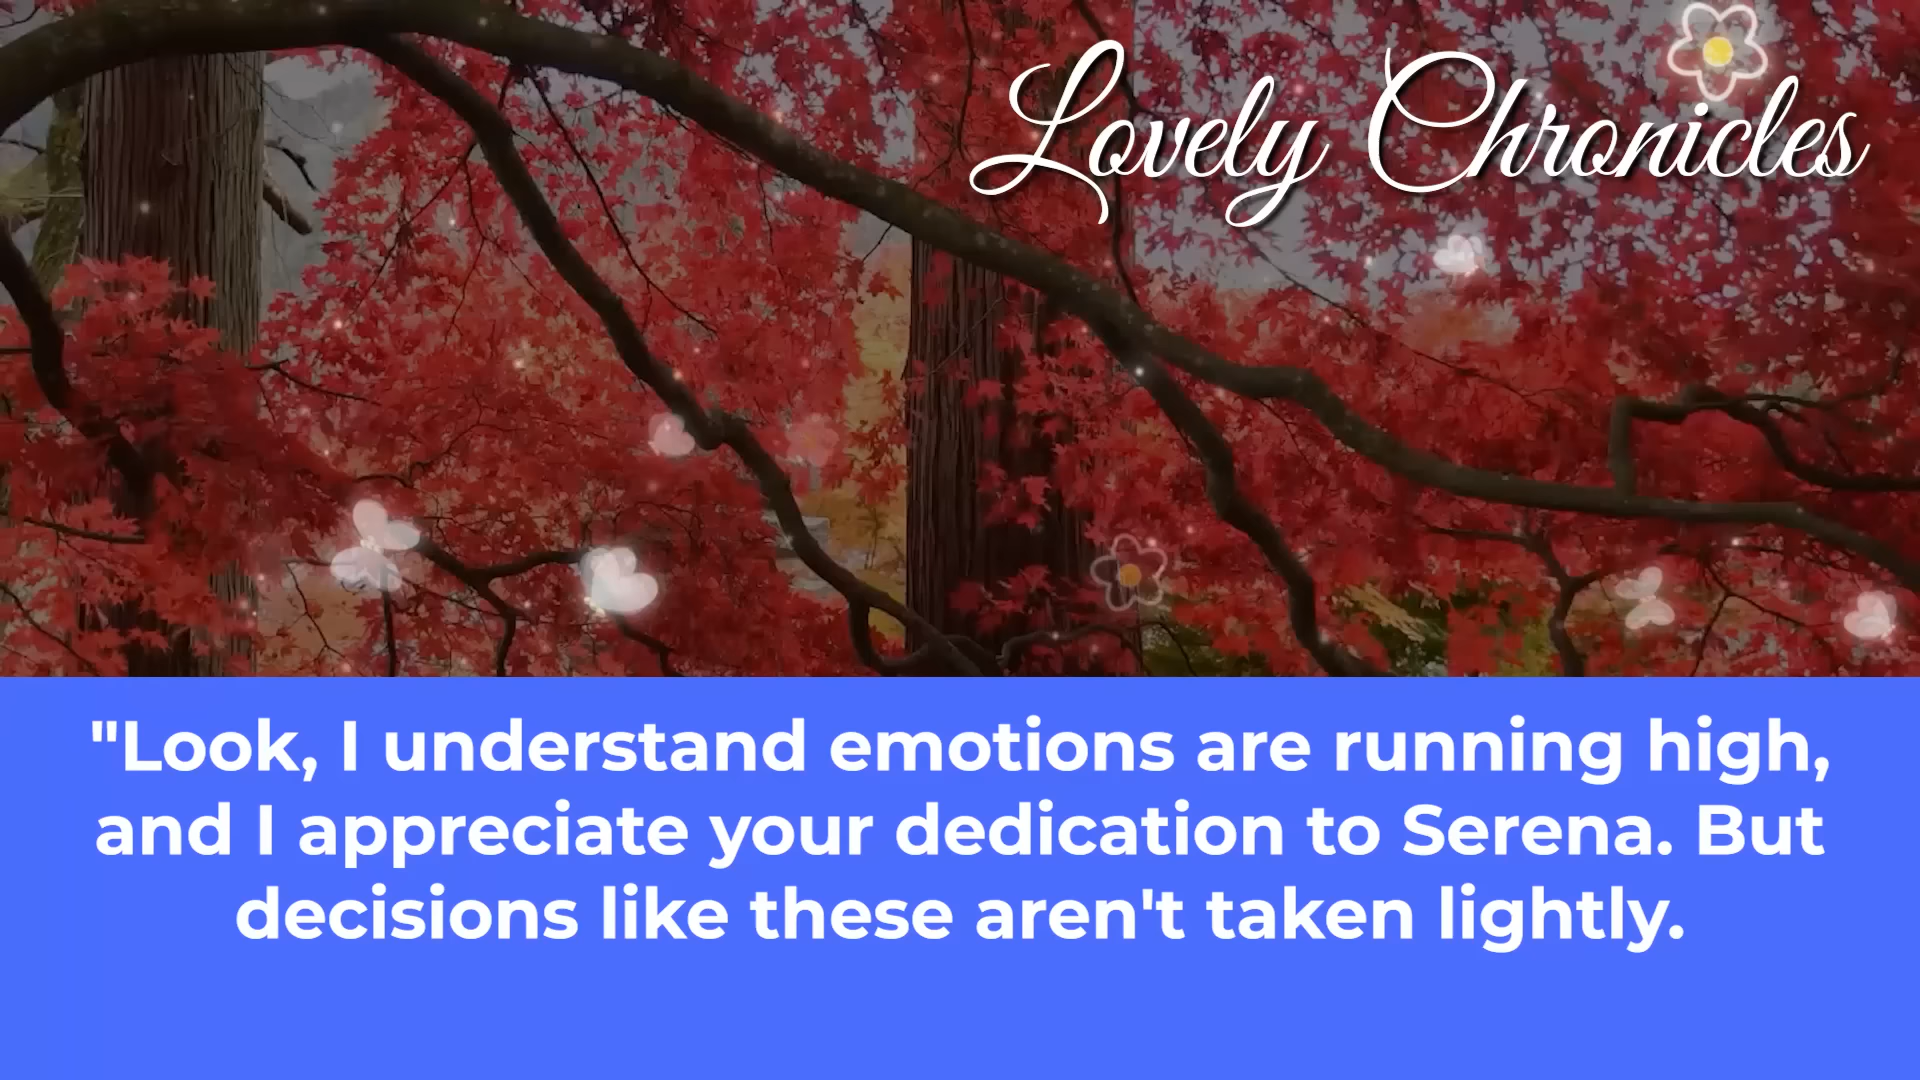 Lovely Chronicles
"Look, I understand emotions are running high,
and I appreciate your dedication to Serena. But
decisions like these aren't taken lightly.